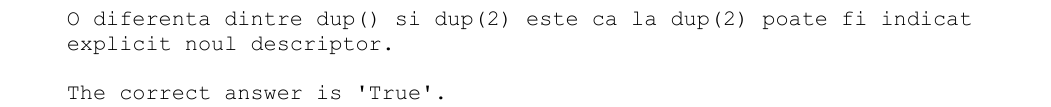 O diferenta dintre dup() si dup(2) este ca la dup(2) poate fi indicat
explicit noul descriptor.
The correct answer is 'True'.